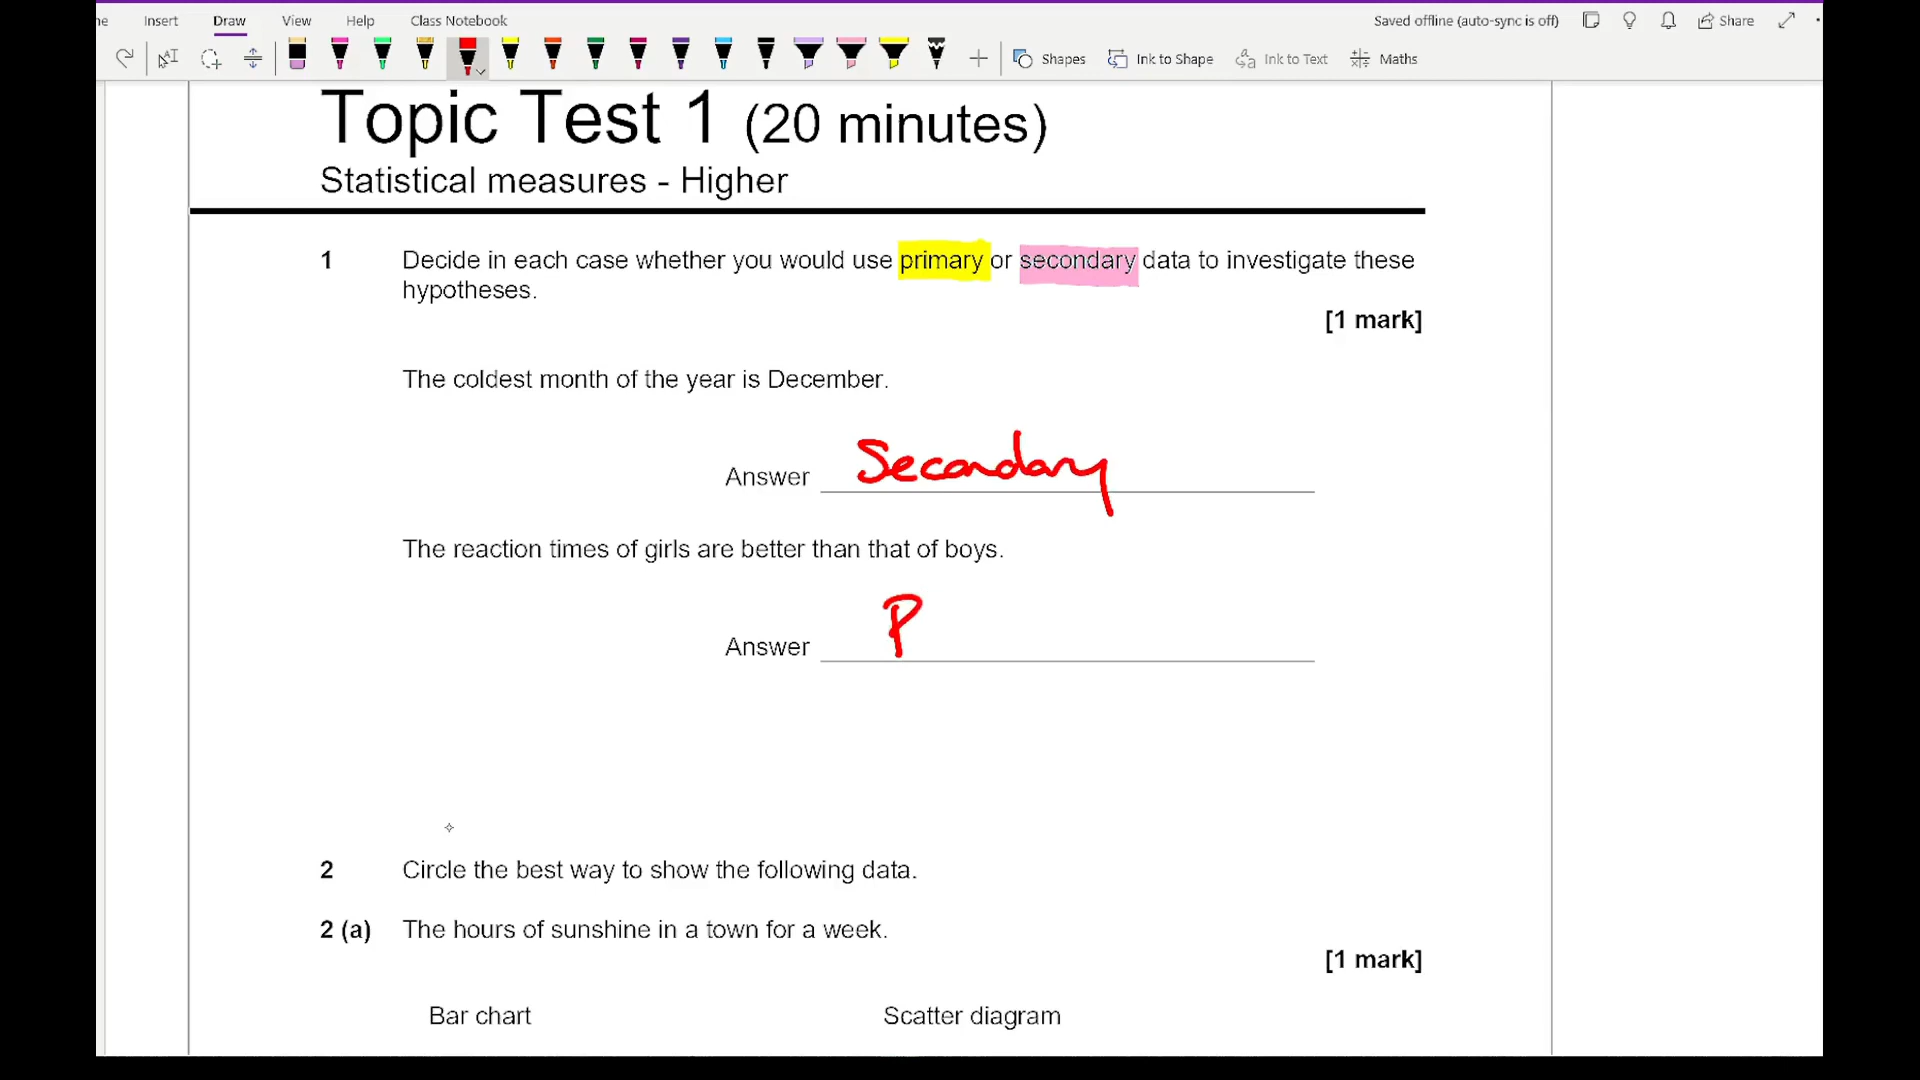 ne Insert Draw View Help Class Notebook Saved offline (auto-sync is off) Share
Shapes Ink to Shape Ink to Text Maths
Topic Test 1 (20 minutes)
Statistical measures - Higher
1 Decide in each case whether you would use primary or secondary data to investigate these
hypotheses.
[1 mark]
The coldest month of the year is December.
Answer Secondary
The reaction times of girls are better than that of boys.
Answer P
2 Circle the best way to show the following data.
2 (a) The hours of sunshine in a town for a week.
[1 mark]
Bar chart Scatter diagram